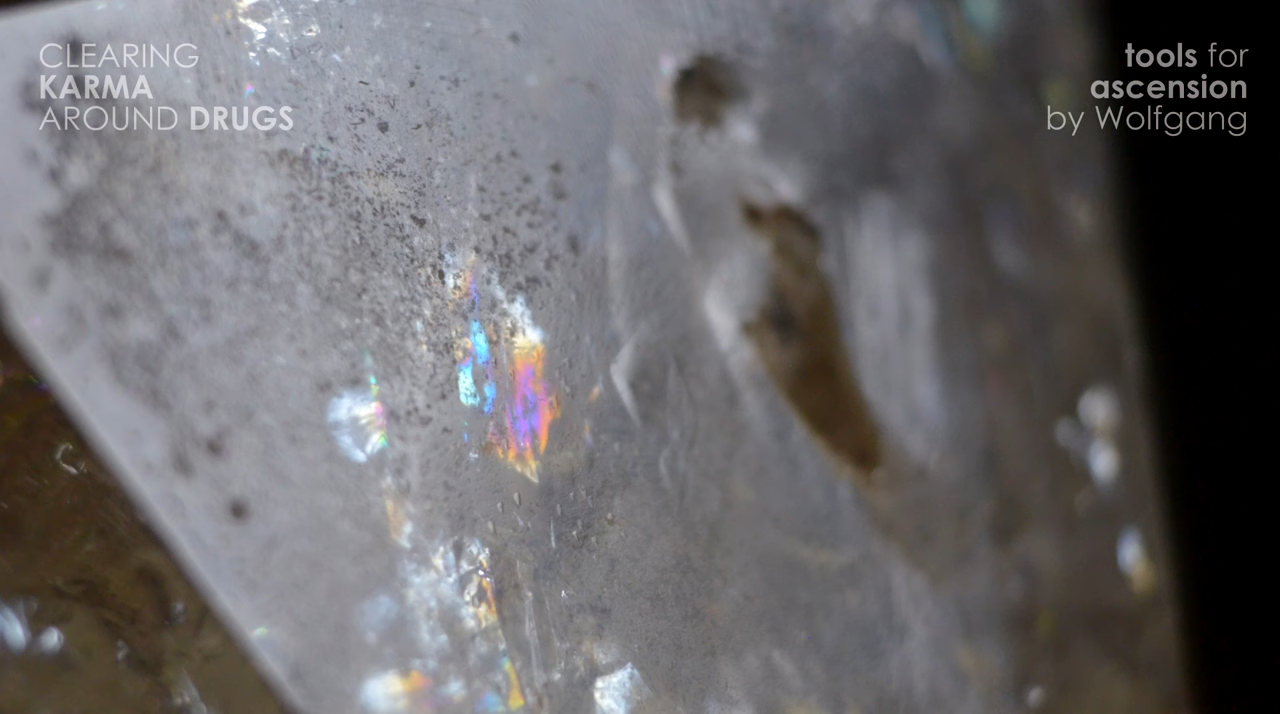 CLEARING
KARMA
AROUND DRUGS
tools for
ascension
by Wolfgang